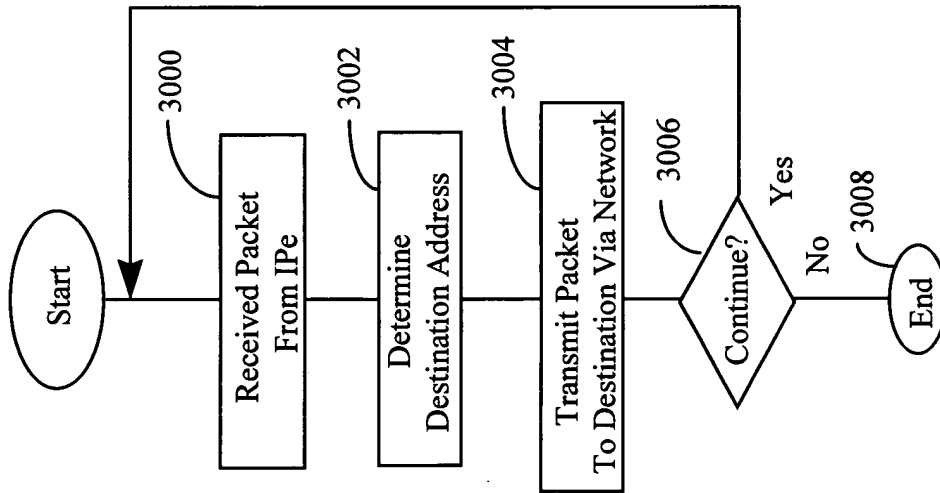 Start
3000
Received Packet
From IPe
3002
Determine
Destination Address
3004
Transmit Packet
To Destination Via Network
3006
Continue?
Yes
No
3008
End